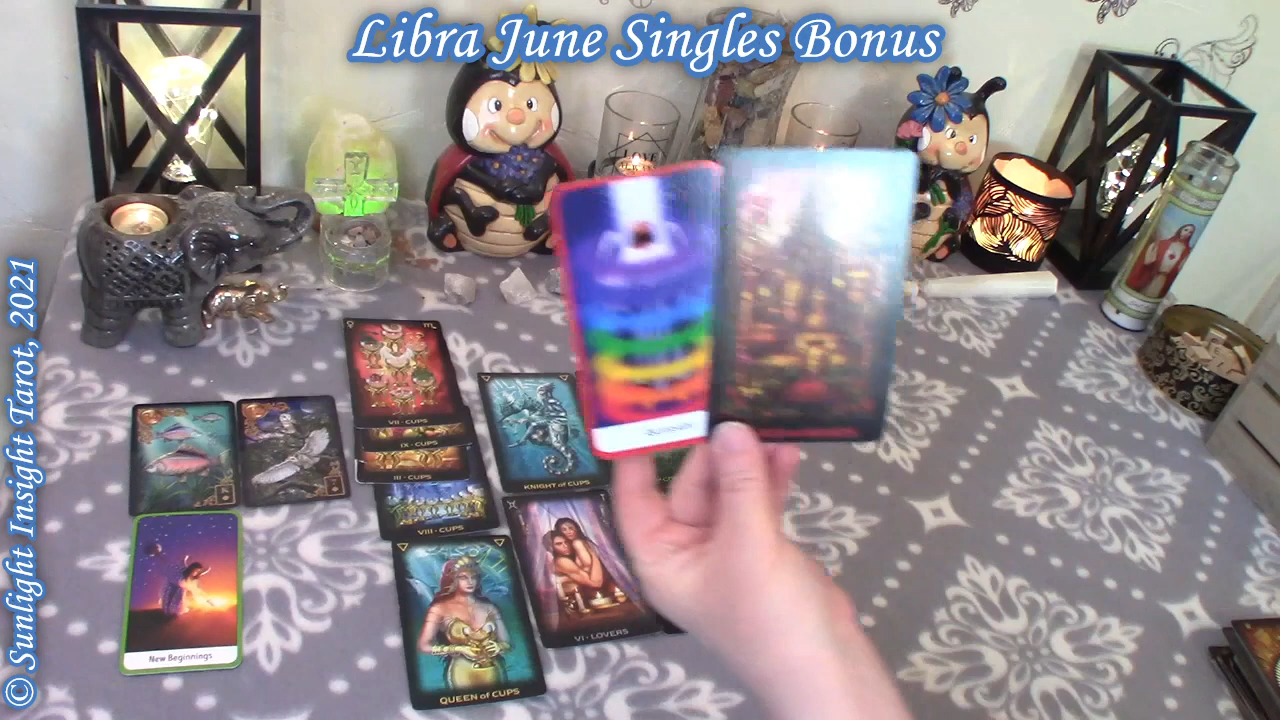 Libra June Singles Bonus
© Sunlight Insight Tarot, 2021
LOVE
VII · CUPS
IX · CUPS
III · CUPS
VIII · CUPS
KNIGHT of CUPS
VI · LOVERS
QUEEN of CUPS
New Beginnings